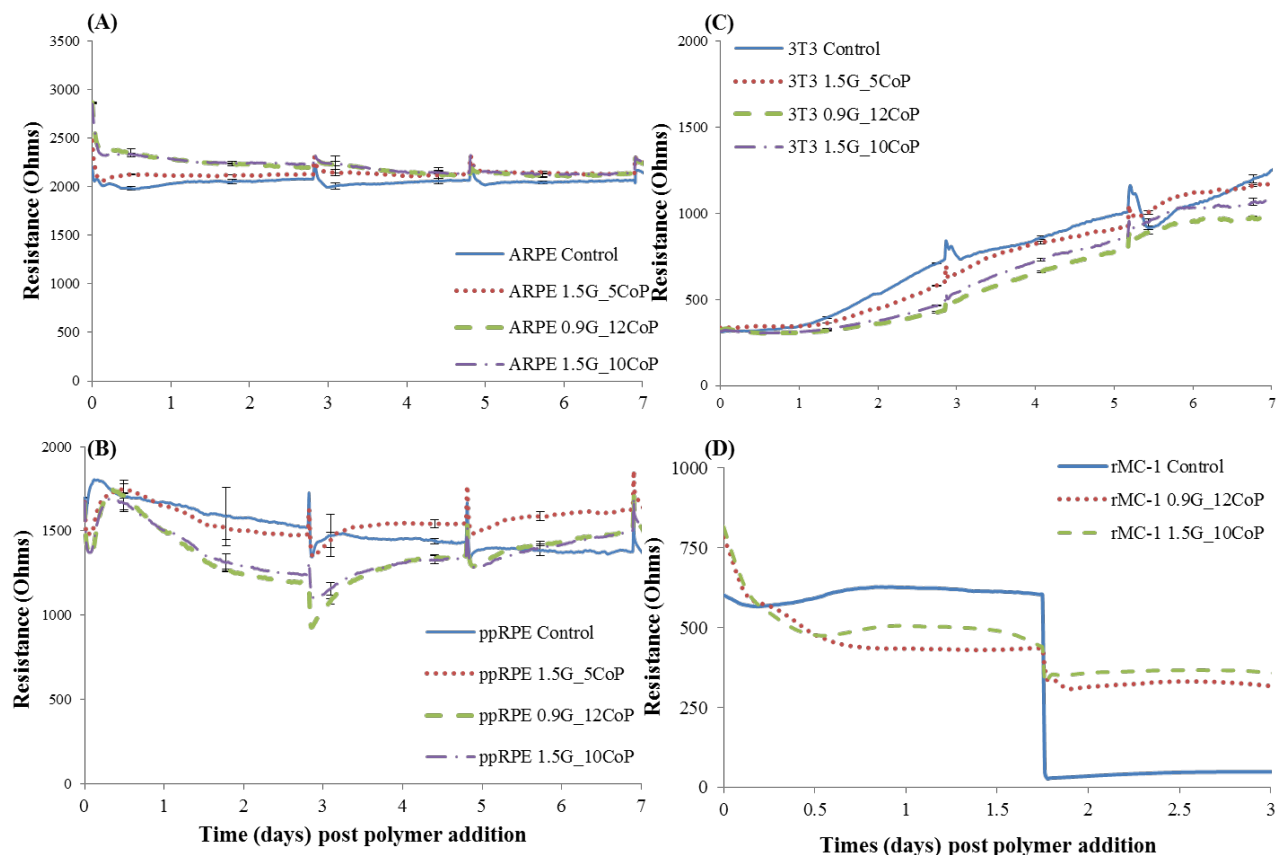 (A)
3500
3000
2500
2000
1500
1000
500
0
0 1 2 3 4 5 6 7
Resistance (Ohms)
ARPE Control
ARPE 1.5G_5CoP
ARPE 0.9G_12CoP
ARPE 1.5G_10CoP
(C)
2000
1500
1000
500
0
0 1 2 3 4 5 6 7
Resistance (Ohms)
3T3 Control
3T3 1.5G_5CoP
3T3 0.9G_12CoP
3T3 1.5G_10CoP
(B)
2000
1500
1000
500
0
0 1 2 3 4 5 6 7
Resistance (Ohms)
ppRPE Control
ppRPE 1.5G_5CoP
ppRPE 0.9G_12CoP
ppRPE 1.5G_10CoP
Time (days) post polymer addition
(D)
1000
750
500
250
0
0 0.5 1 1.5 2 2.5 3
Resistance (Ohms)
rMC-1 Control
rMC-1 0.9G_12CoP
rMC-1 1.5G_10CoP
Times (days) post polymer addition